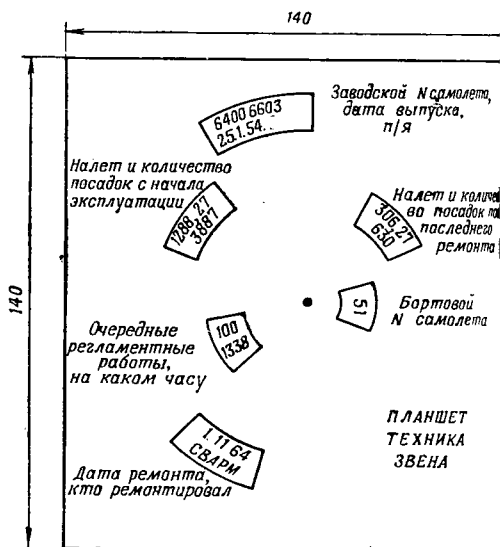 140
140
6400 6603
25.1.54.
Заводской N самолета,
дата выпуска,
п/я
Налет и количество
посадок с начала
эксплуатации
1288 27
3887
306 27
630
Налет и количе
во посадок по
последнего
ремонта
51
Бортовой
N самолета
Очередные
регламентные
работы,
на каком часу
100
1338
1.11 64
СВАРМ
Дата ремонта,
кто ремонтировал
ПЛАНШЕТ
ТЕХНИКА
ЗВЕНА